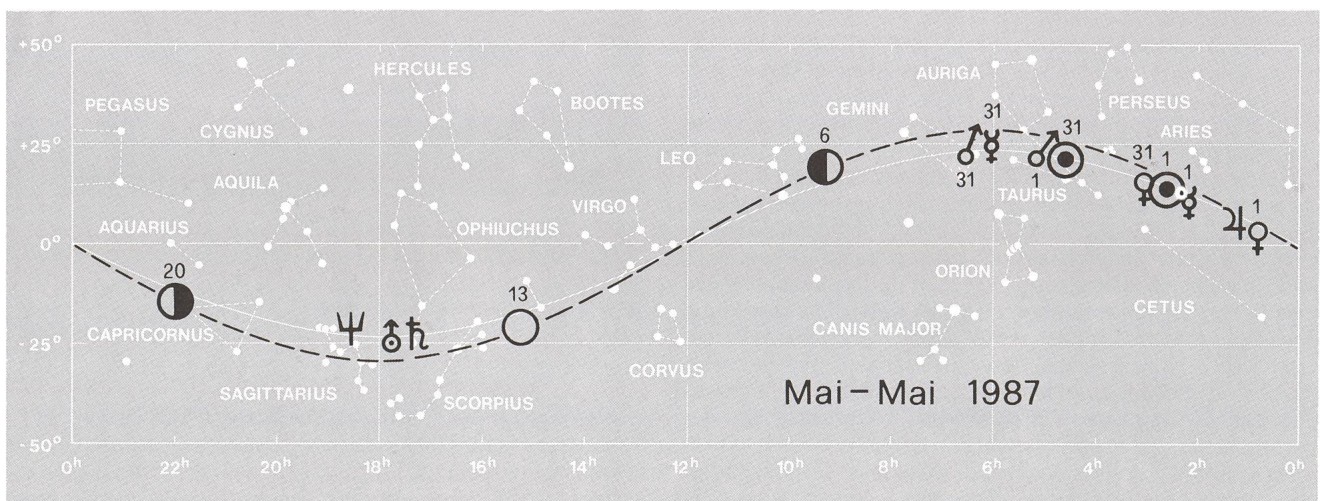 +50°
HERCULES
AURIGA
PEGASUS
BOOTES
GEMINI
31
PERSEUS
CYGNUS
6
31
ARIES
+25°
LEO
31
1
1
AQUILA
31
1
TAURUS
VIRGO
1
AQUARIUS
OPHIUCHUS
0°
20
ORION
13
CAPRICORNUS
CANIS MAJOR
CETUS
-25°
CORVUS
SAGITTARIUS
SCORPIUS
Mai – Mai 1987
-50°
0h 22h 20h 18h 16h 14h 12h 10h 8h 6h 4h 2h 0h